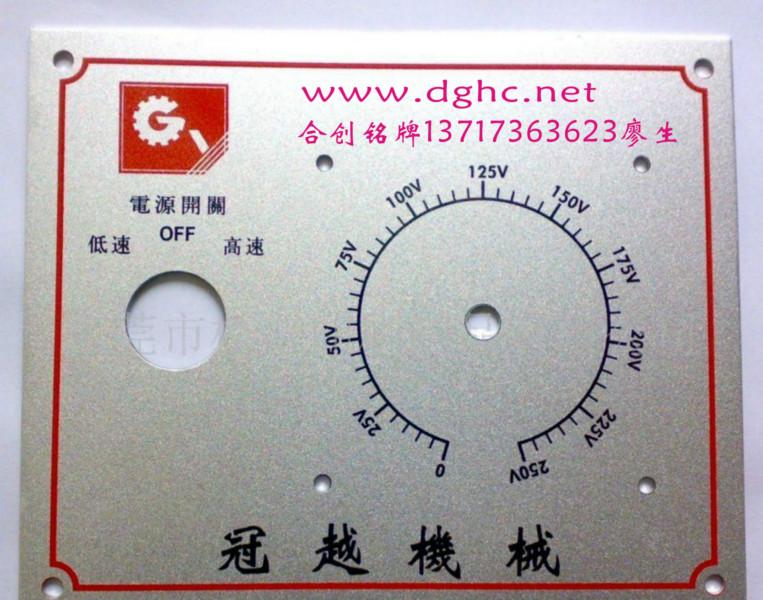 www.dghc.net
合创铭牌13717363623廖生
G
電源開關
OFF
低速 高速
0
25V
50V
75V
100V
125V
150V
175V
200V
225V
250V
莞市
冠越機械